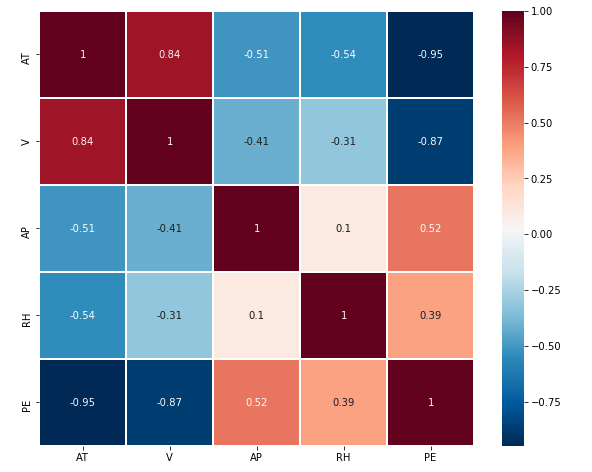 AT 1 0.84 -0.51 -0.54 -0.95
V 0.84 1 -0.41 -0.31 -0.87
AP -0.51 -0.41 1 0.1 0.52
RH -0.54 -0.31 0.1 1 0.39
PE -0.95 -0.87 0.52 0.39 1
AT V AP RH PE
1.00
0.75
0.50
0.25
0.00
−0.25
−0.50
−0.75